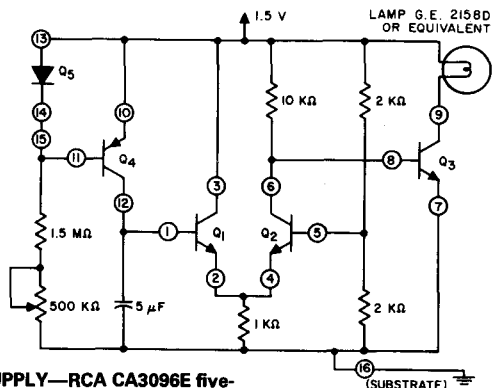 1.5 V
LAMP G.E. 2158D
OR EQUIVALENT
13
Q5
14
15
10
11
Q4
12
10 KΩ
2 KΩ
9
8
Q3
3
6
7
1
Q1
Q2
5
2
4
1.5 MΩ
500 KΩ
5 μF
1 KΩ
2 KΩ
16
(SUBSTRATE)
UPPLY—RCA CA3096E five-